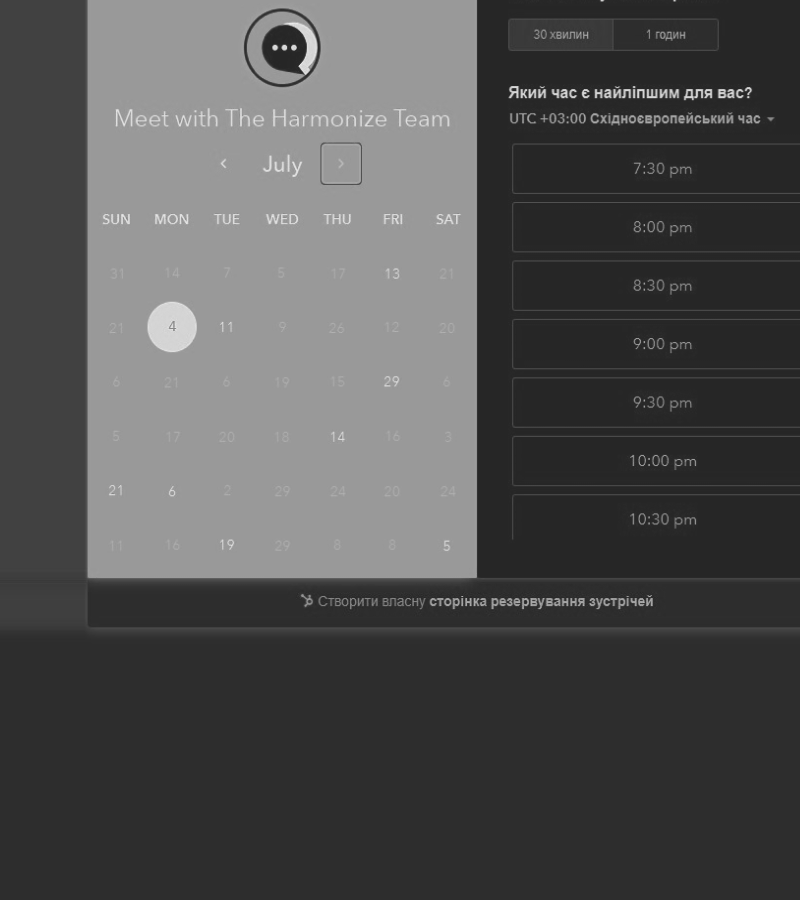 Meet with The Harmonize Team
July
SUN MON TUE WED THU FRI SAT
31 14 7 5 17 13 21
21 4 11 9 26 12 20
6 21 6 19 15 29 6
5 17 20 18 14 16 3
21 6 2 29 24 20 24
11 16 19 29 8 8 5
30 хвилин 1 годин
Який час є найліпшим для вас?
UTC +03:00 Східноєвропейський час
7:30 pm
8:00 pm
8:30 pm
9:00 pm
9:30 pm
10:00 pm
10:30 pm
Створити власну сторінка резервування зустрічей